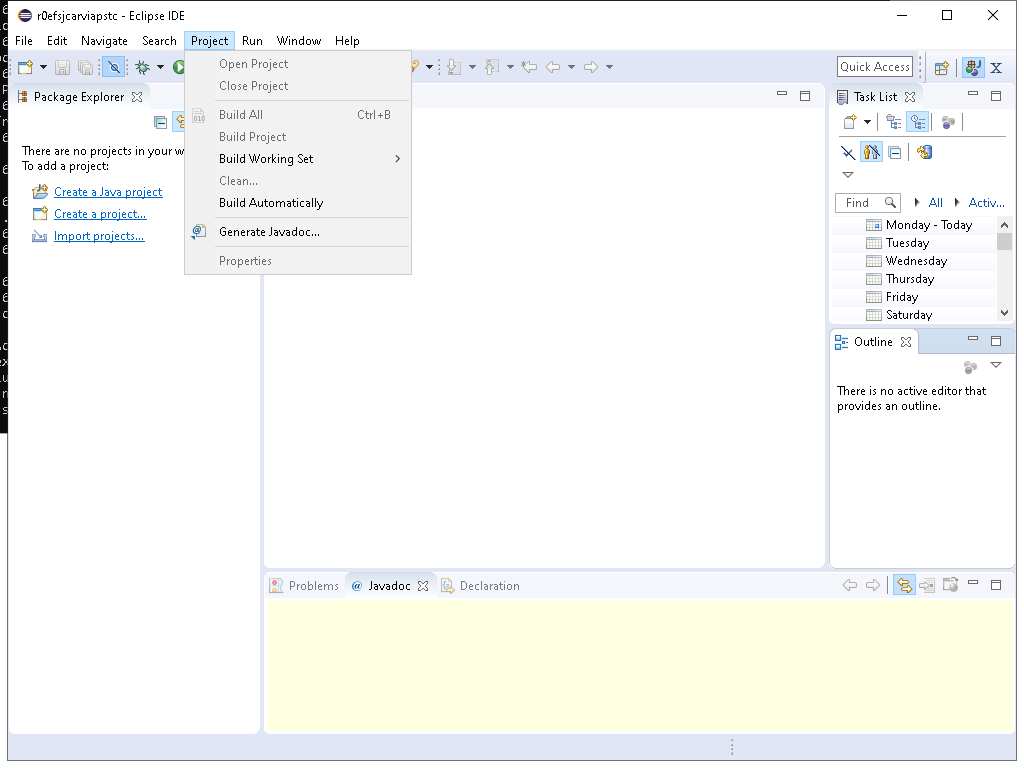 r0efsjcarviapstc - Eclipse IDE
File Edit Navigate Search Project Run Window Help
Quick Access
Open Project
Close Project
Build All Ctrl+B
Build Project
Build Working Set
Clean...
Build Automatically
Generate Javadoc...
Properties
Package Explorer
There are no projects in your w
To add a project:
Create a Java project
Create a project...
Import projects...
Task List
Find All Activ...
Monday - Today
Tuesday
Wednesday
Thursday
Friday
Saturday
Outline
There is no active editor that
provides an outline.
Problems Javadoc Declaration